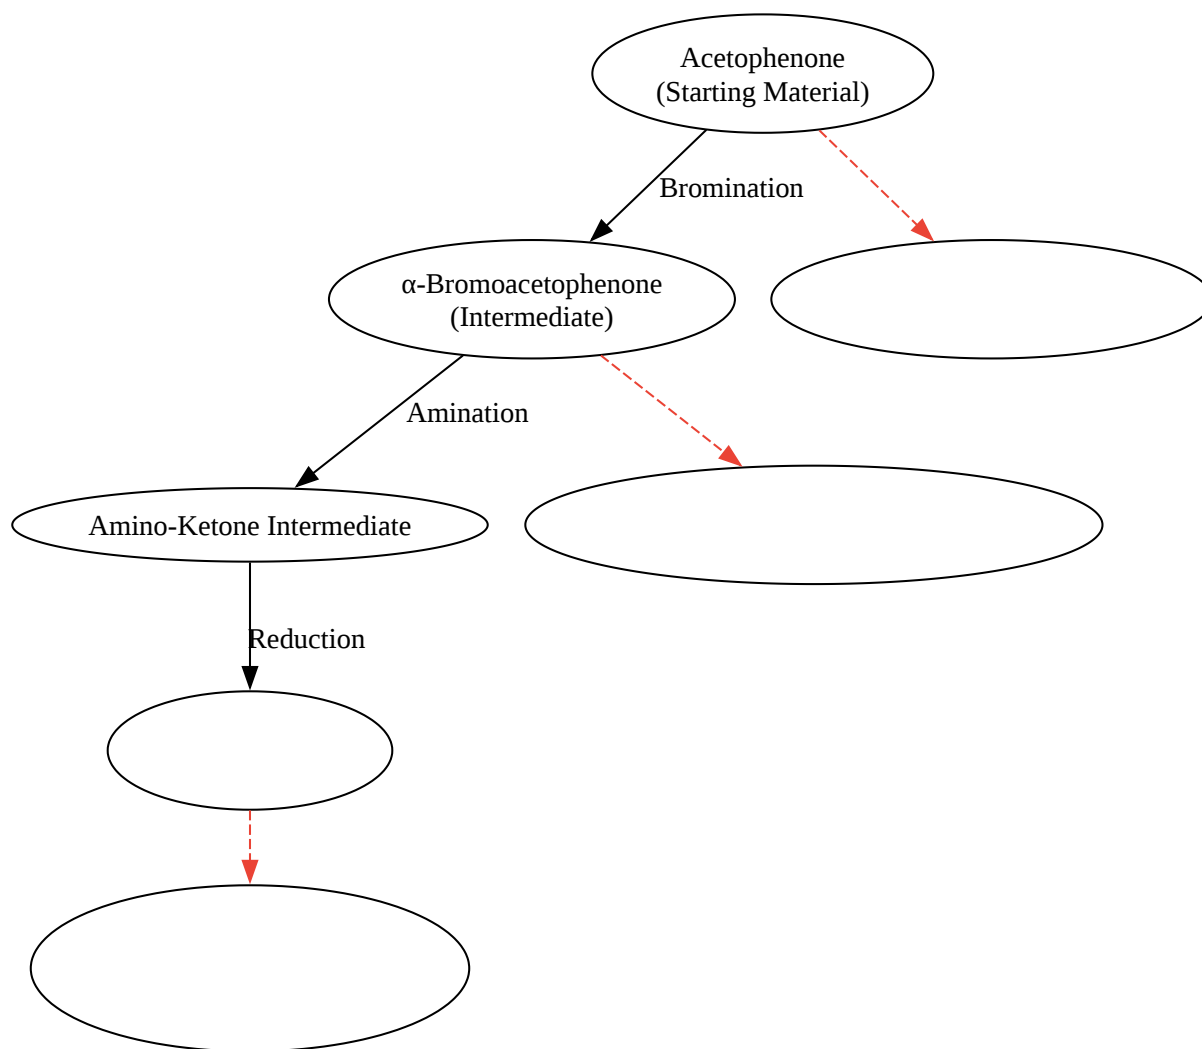 Acetophenone
(Starting Material)
Bromination
α-Bromoacetophenone
(Intermediate)
Amination
Amino-Ketone Intermediate
Reduction